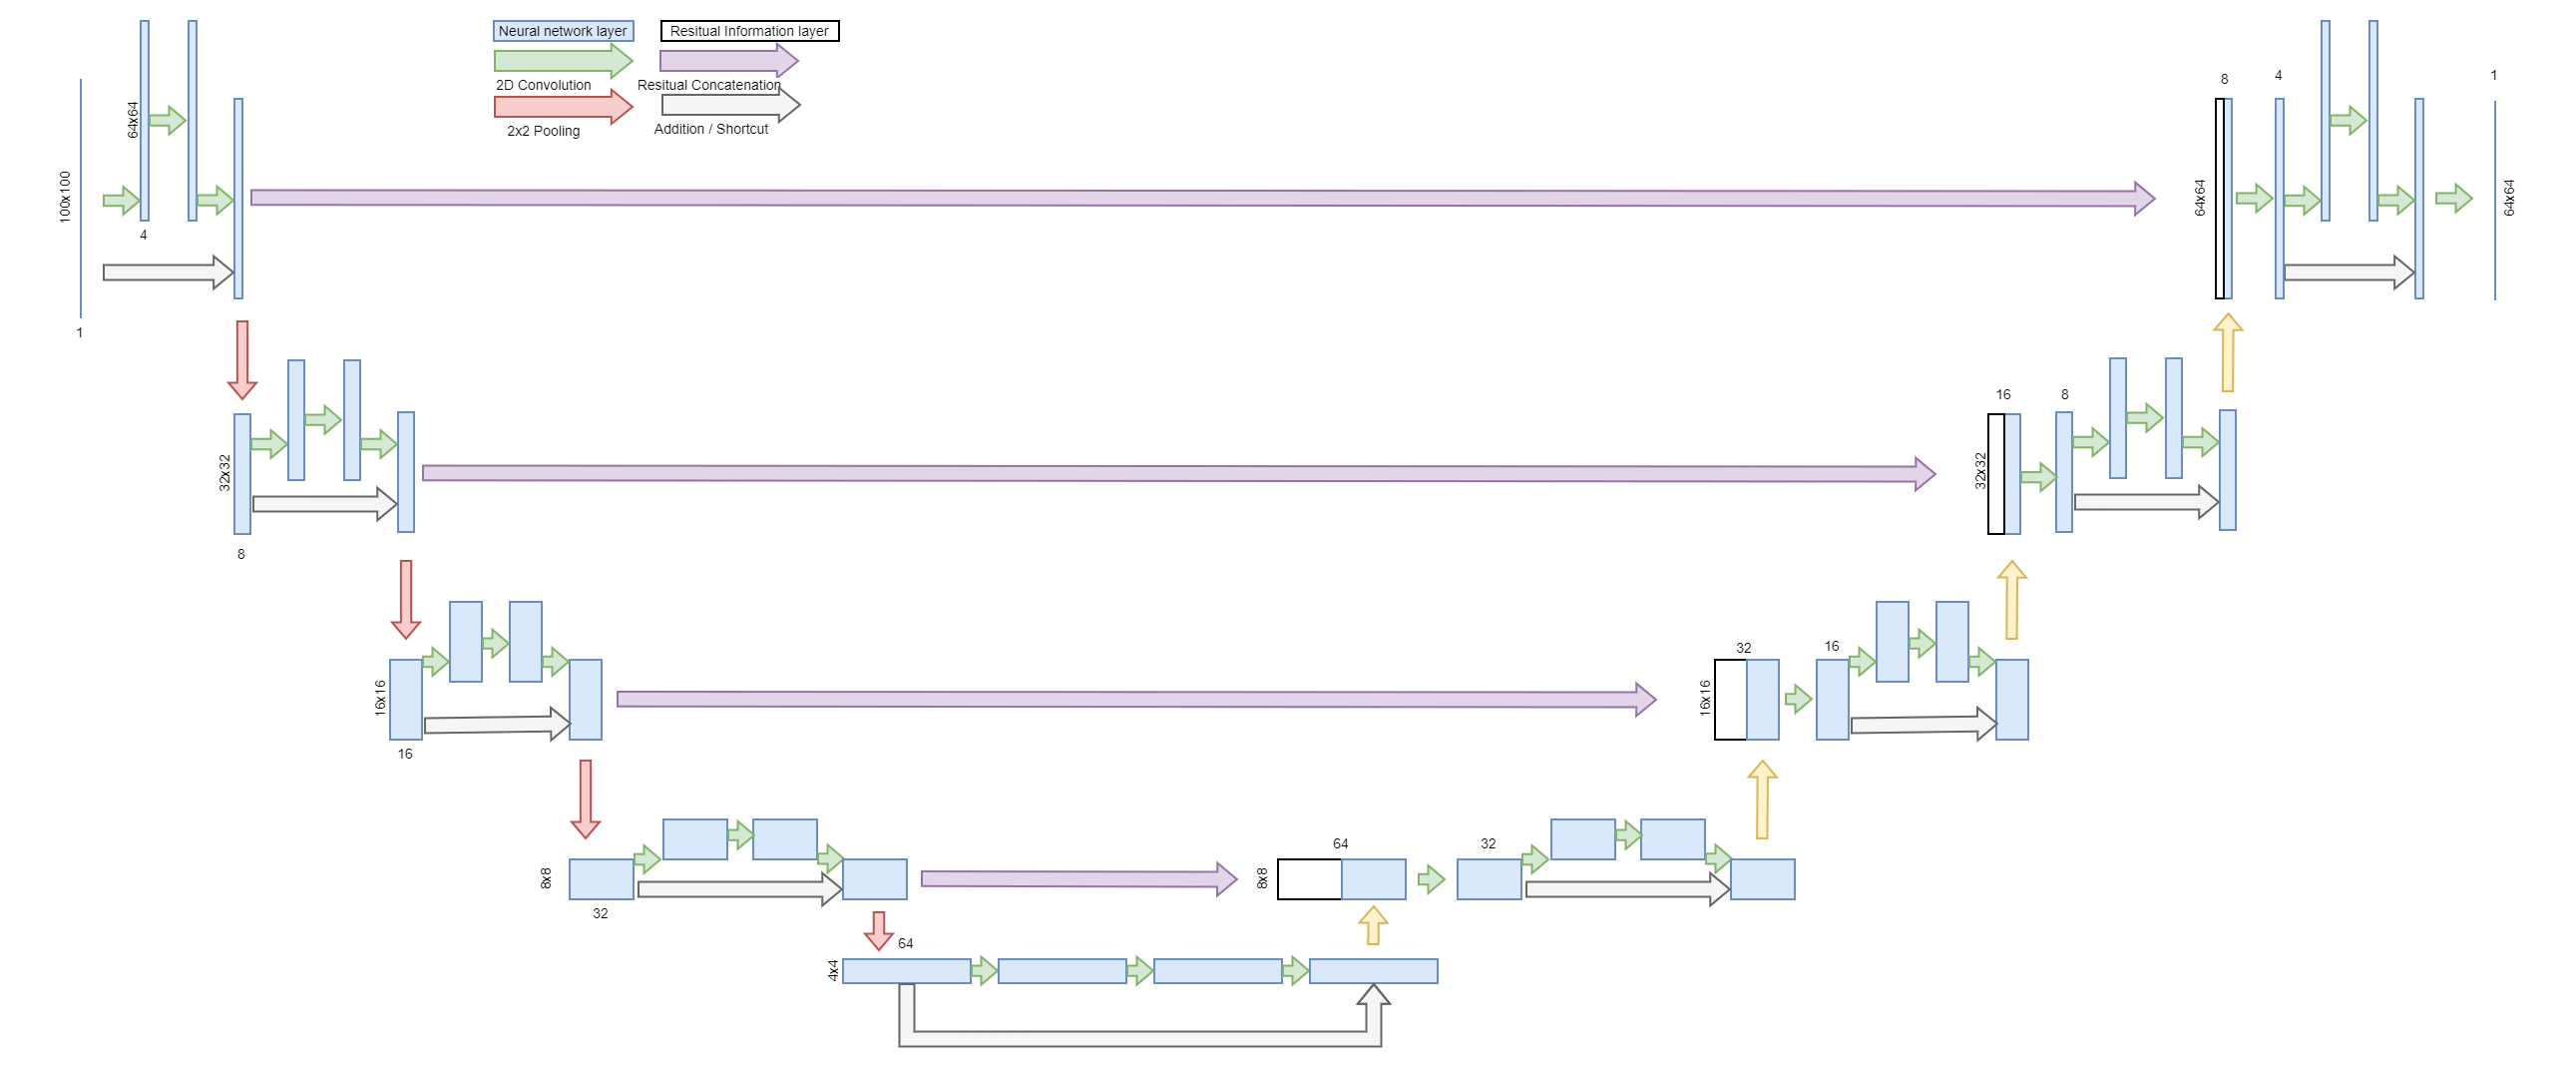 Neural network layer
Resitual Information layer
2D Convolution
Resitual Concatenation
2x2 Pooling
Addition / Shortcut
100x100
1
64x64
4
8
4
1
64x64
64x64
32x32
8
16
8
32x32
16x16
16
32
16
16x16
8x8
32
64
8x8
32
64
4x4